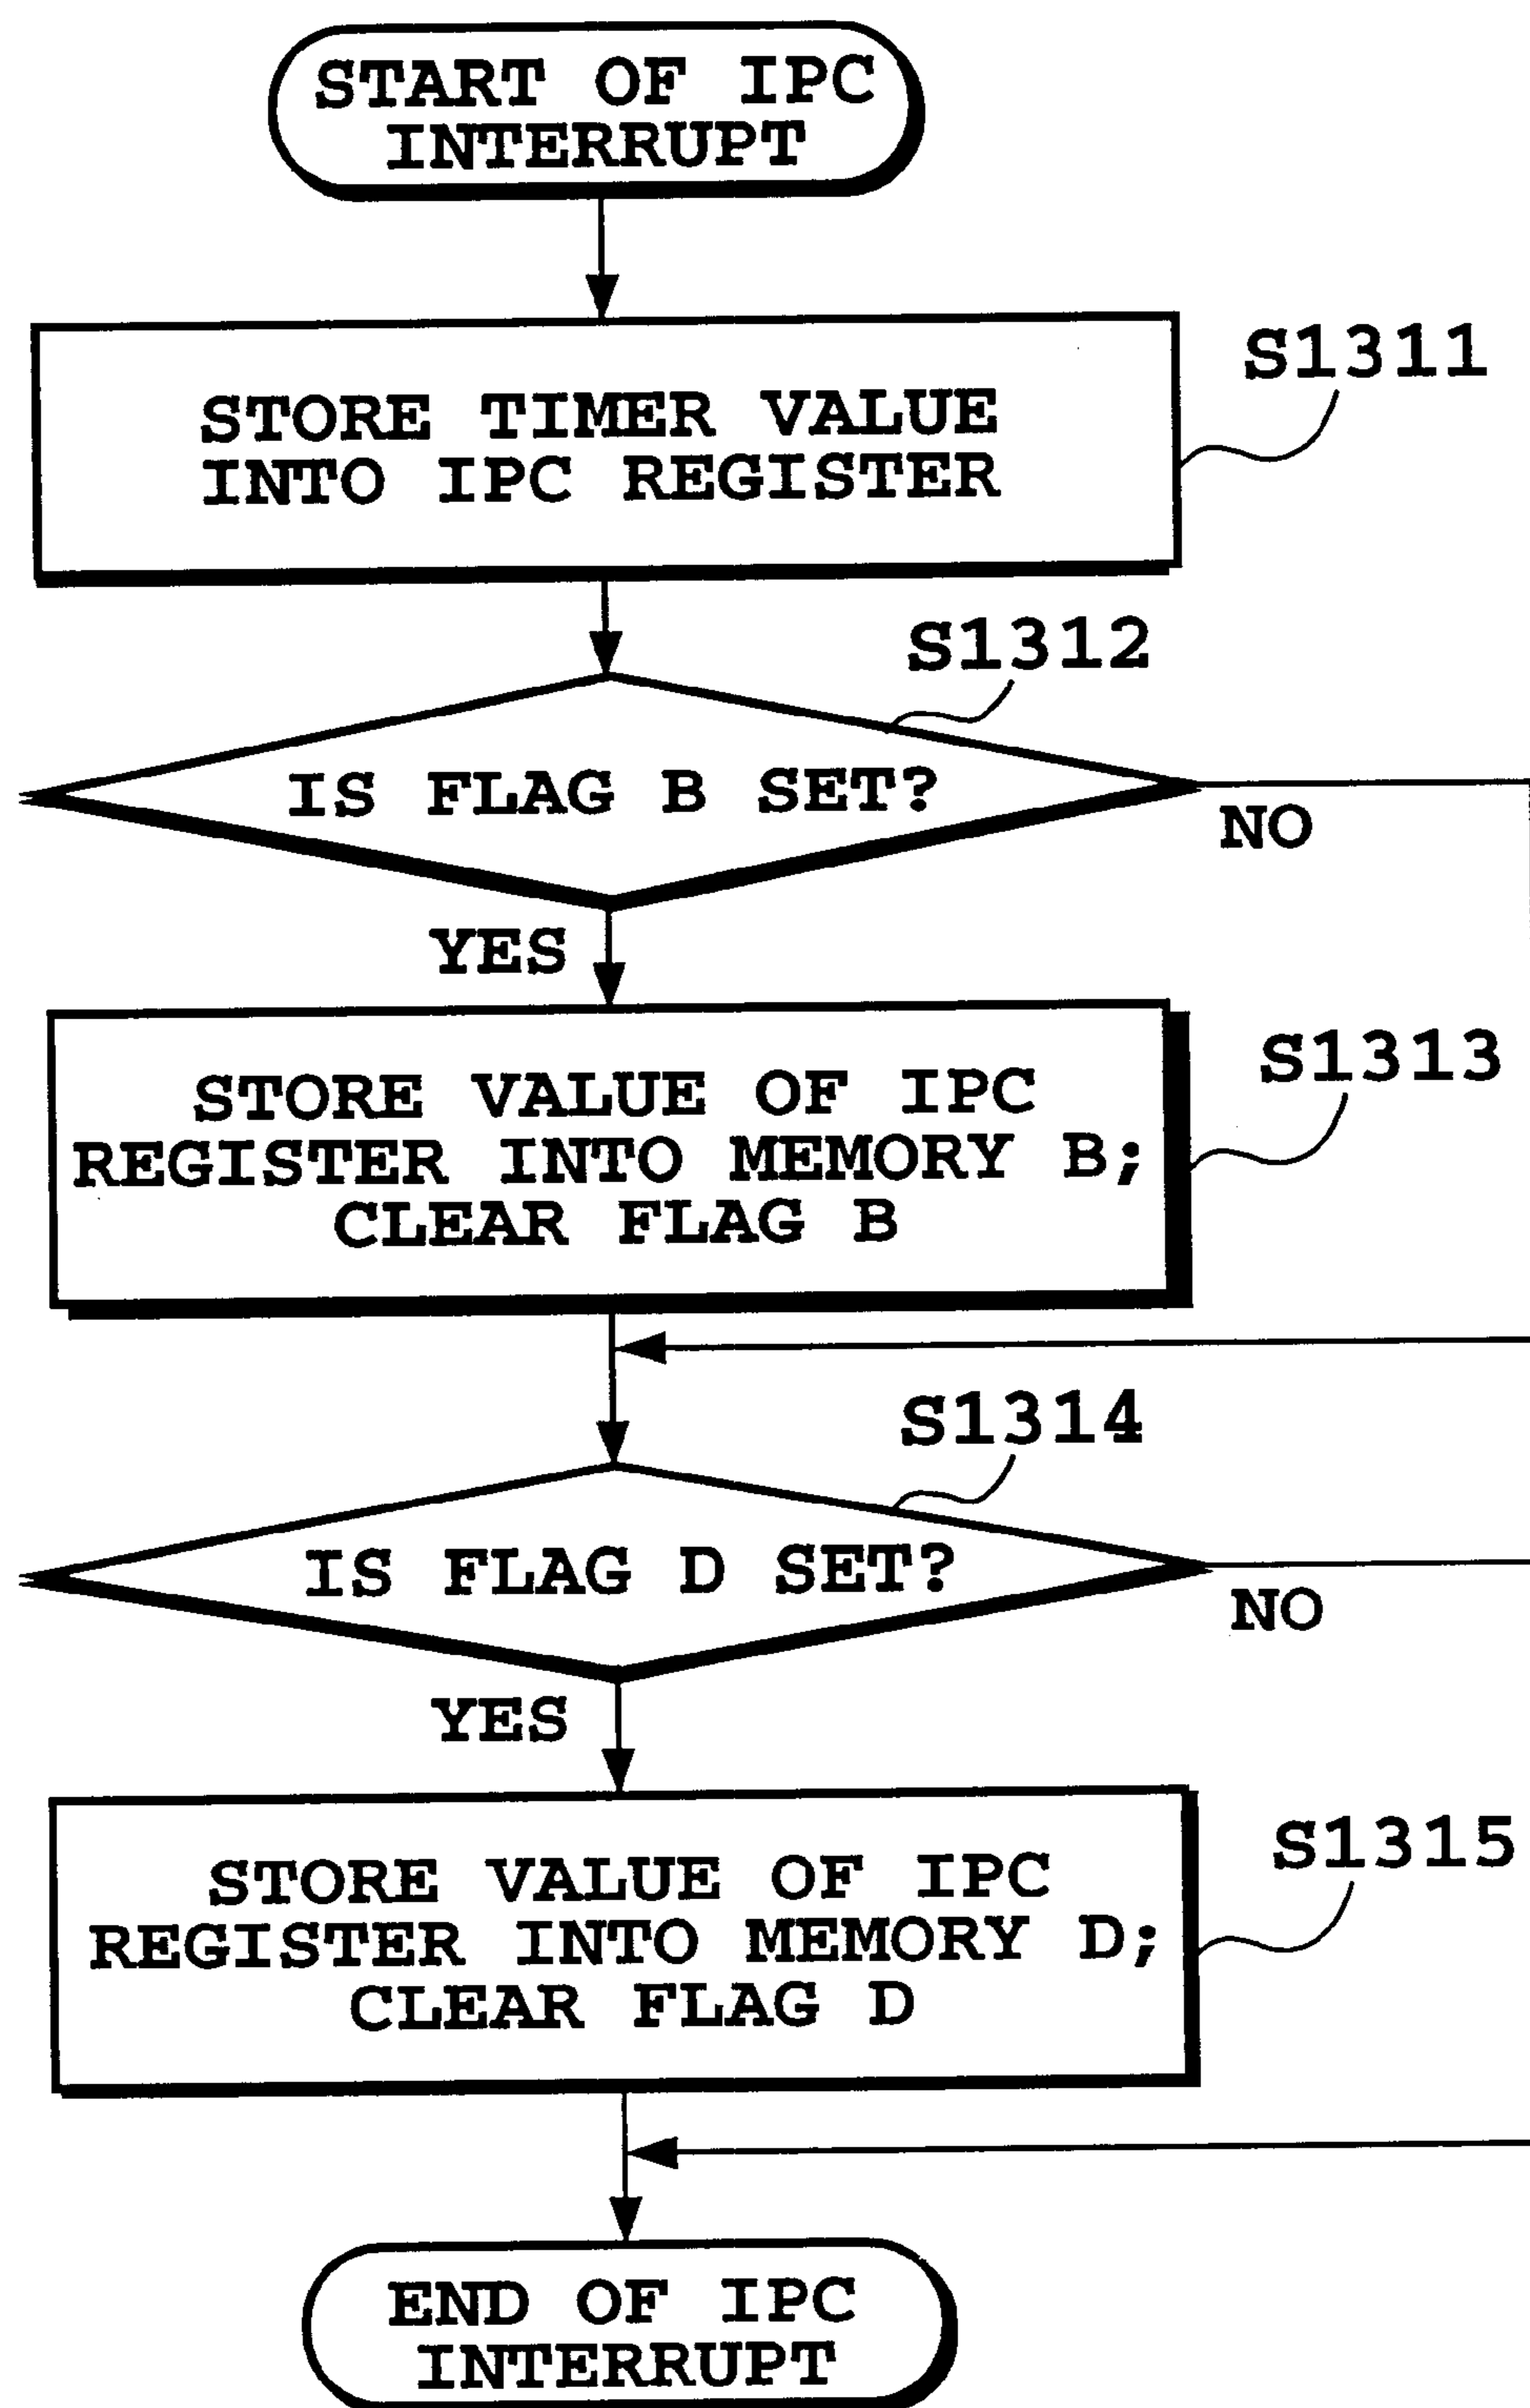 START OF IPC
INTERRUPT
STORE TIMER VALUE
INTO IPC REGISTER
S1311
S1312
IS FLAG B SET?
NO
YES
STORE VALUE OF IPC
REGISTER INTO MEMORY B;
CLEAR FLAG B
S1313
S1314
IS FLAG D SET?
NO
YES
STORE VALUE OF IPC
REGISTER INTO MEMORY D;
CLEAR FLAG D
S1315
END OF IPC
INTERRUPT